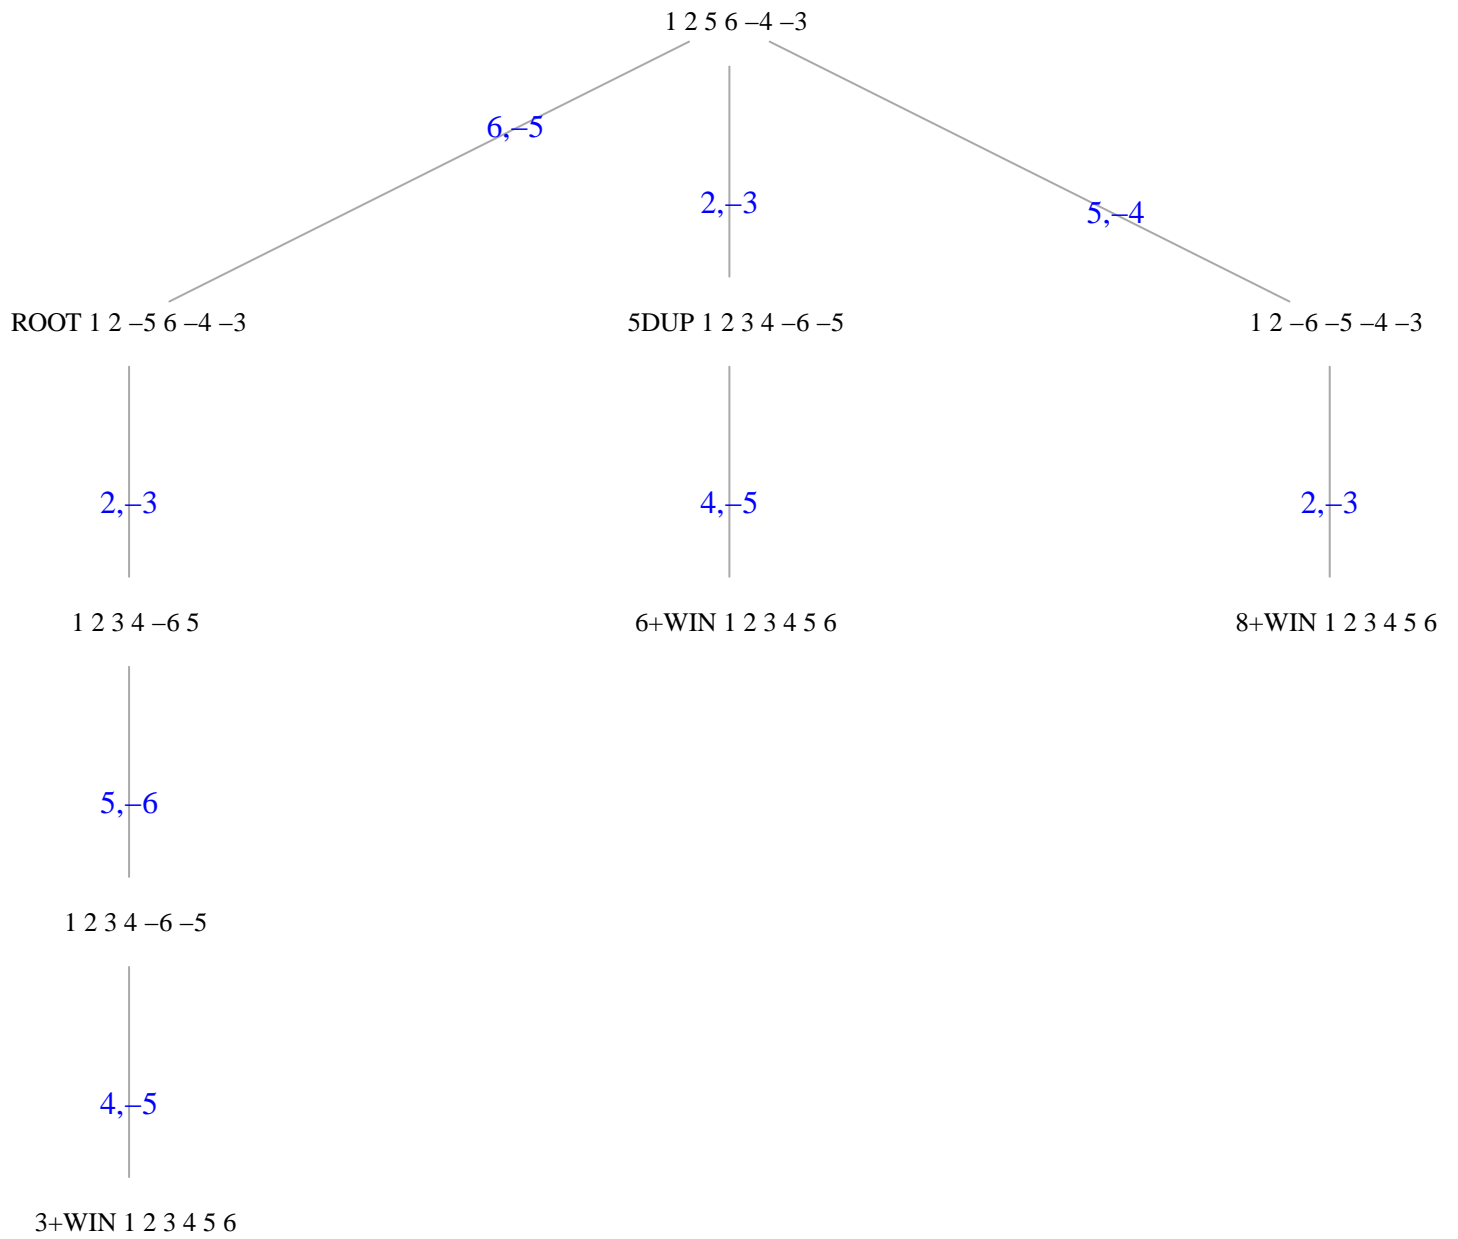 1 2 5 6 –4 –3
6,–5
2,–3
5,–4
ROOT 1 2 –5 6 –4 –3
5DUP 1 2 3 4 –6 –5
1 2 –6 –5 –4 –3
2,–3
4,–5
2,–3
1 2 3 4 –6 5
6+WIN 1 2 3 4 5 6
8+WIN 1 2 3 4 5 6
5,–6
1 2 3 4 –6 –5
4,–5
3+WIN 1 2 3 4 5 6